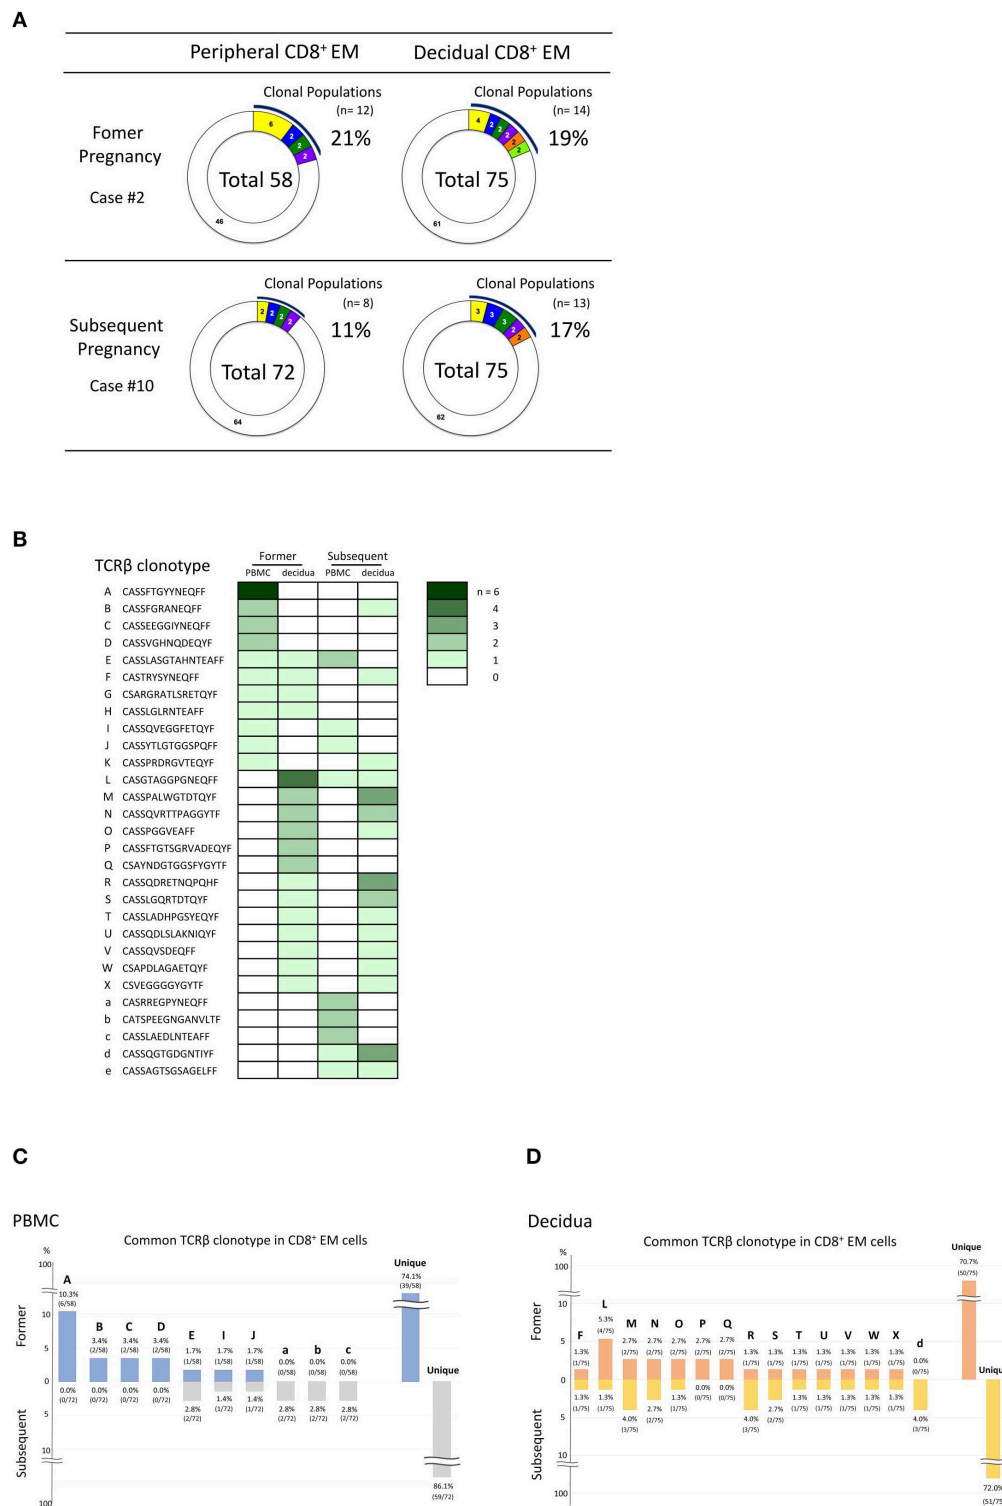 A
Peripheral CD8+ EM
Decidual CD8+ EM
Fomer
Pregnancy
Case #2
Clonal Populations
(n= 12)
21%
6
2
2
2
Total 58
46
Clonal Populations
(n= 14)
19%
4
2
2
2
2
2
Total 75
61
Subsequent
Pregnancy
Case #10
Clonal Populations
(n= 8)
11%
2
2
2
2
Total 72
64
Clonal Populations
(n= 13)
17%
3
3
3
2
2
Total 75
62
B
TCRβ clonotype
Former
Subsequent
PBMC decidua PBMC decidua
A CASSFTGYYNEQFF
B CASSFGRANEQFF
C CASSEEGGIYNEQFF
D CASSVGHNQDEQYF
E CASSLASGTAHNTEAFF
F CASTRYSYNEQFF
G CSARGRATLSRETQYF
H CASSLGLRNTEAFF
I CASSQVEGGFETQYF
J CASSYTLGTGGSPQFF
K CASSPRDRGVTEQYF
L CASGTAGGPGNEQFF
M CASSPALWGTDTQYF
N CASSQVRTTPAGGYTF
O CASSPGGVEAFF
P CASSFTGTSGRVADEQYF
Q CSAYNDGTGGSFYGYTF
R CASSQDRETNQPQHF
S CASSLGQRTDTQYF
T CASSLADHPGSYEQYF
U CASSQDLSLAKNIQYF
V CASSQVSDEQFF
W CSAPDLAGAETQYF
X CSVEGGGGYGYTF
a CASRREGPYNEQFF
b CATSPEEGNGANVLTF
c CASSLAEDLNTEAFF
d CASSQGTGDGNTIYF
e CASSAGTSGSAGELFF
n = 6
4
3
2
1
0
C
PBMC
Common TCRβ clonotype in CD8+ EM cells
%
100
10
5
0
5
10
100
Fomer
Subsequent
A
10.3%
(6/58)
0.0%
(0/72)
B
3.4%
(2/58)
0.0%
(0/72)
C
3.4%
(2/58)
0.0%
(0/72)
D
3.4%
(2/58)
0.0%
(0/72)
E
1.7%
(1/58)
2.8%
(2/72)
I
1.7%
(1/58)
1.4%
(1/72)
J
1.7%
(1/58)
1.4%
(1/72)
a
0.0%
(0/58)
2.8%
(2/72)
b
0.0%
(0/58)
2.8%
(2/72)
c
0.0%
(0/58)
2.8%
(2/72)
Unique
74.1%
(39/58)
Unique
86.1%
(59/72)
D
Decidua
Common TCRβ clonotype in CD8+ EM cells
%
100
10
5
0
5
10
100
Fomer
Subsequent
F
1.3%
(1/75)
1.3%
(1/75)
L
5.3%
(4/75)
1.3%
(1/75)
M
2.7%
(2/75)
4.0%
(3/75)
N
2.7%
(2/75)
2.7%
(2/75)
O
2.7%
(2/75)
1.3%
(1/75)
P
2.7%
(2/75)
0.0%
(0/75)
Q
2.7%
(2/75)
0.0%
(0/75)
R
1.3%
(1/75)
4.0%
(3/75)
S
1.3%
(1/75)
2.7%
(2/75)
T
1.3%
(1/75)
1.3%
(1/75)
U
1.3%
(1/75)
1.3%
(1/75)
V
1.3%
(1/75)
1.3%
(1/75)
W
1.3%
(1/75)
1.3%
(1/75)
X
1.3%
(1/75)
1.3%
(1/75)
d
0.0%
(0/75)
4.0%
(3/75)
Unique
70.7%
(50/75)
Uniqu
72.0%
(51/75